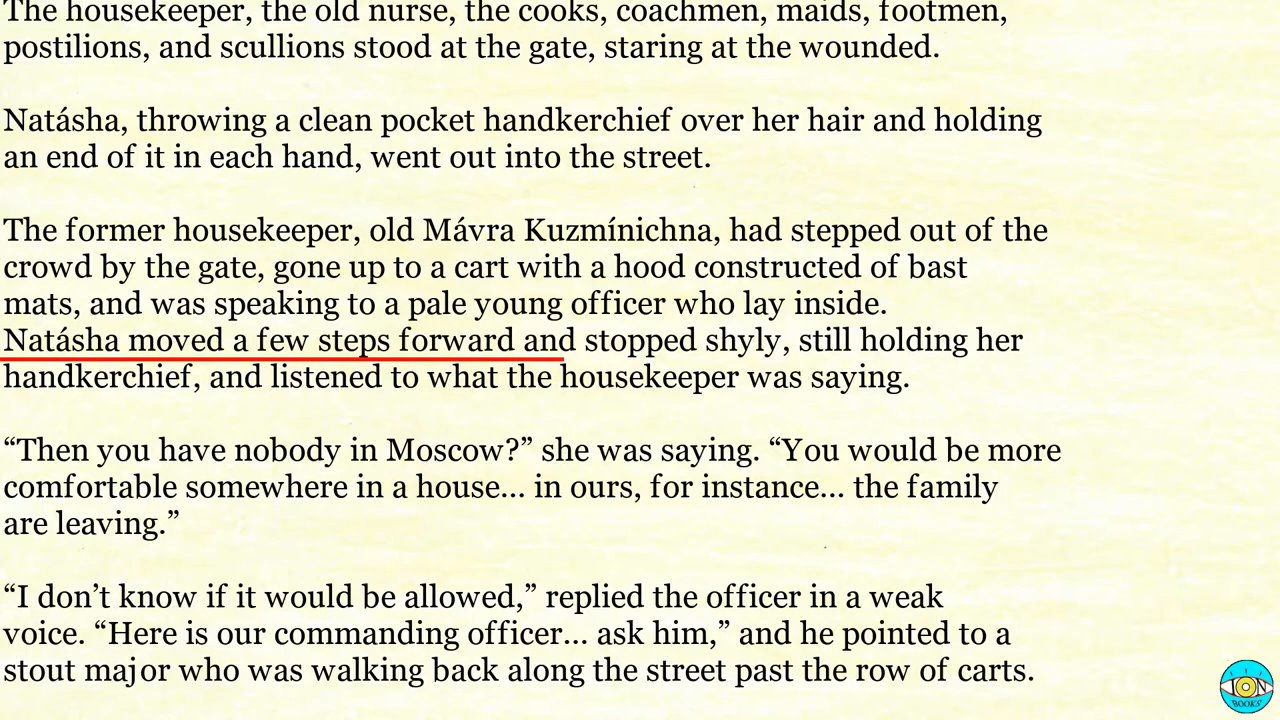 The housekeeper, the old nurse, the cooks, coachmen, maids, footmen,
postilions, and scullions stood at the gate, staring at the wounded.
Natásha, throwing a clean pocket handkerchief over her hair and holding
an end of it in each hand, went out into the street.
The former housekeeper, old Mávra Kuzmínichna, had stepped out of the
crowd by the gate, gone up to a cart with a hood constructed of bast
mats, and was speaking to a pale young officer who lay inside.
Natásha moved a few steps forward and stopped shyly, still holding her
handkerchief, and listened to what the housekeeper was saying.
“Then you have nobody in Moscow?” she was saying. “You would be more
comfortable somewhere in a house... in ours, for instance... the family
are leaving.”
“I don’t know if it would be allowed,” replied the officer in a weak
voice. “Here is our commanding officer... ask him,” and he pointed to a
stout major who was walking back along the street past the row of carts.
ION
BOOKS